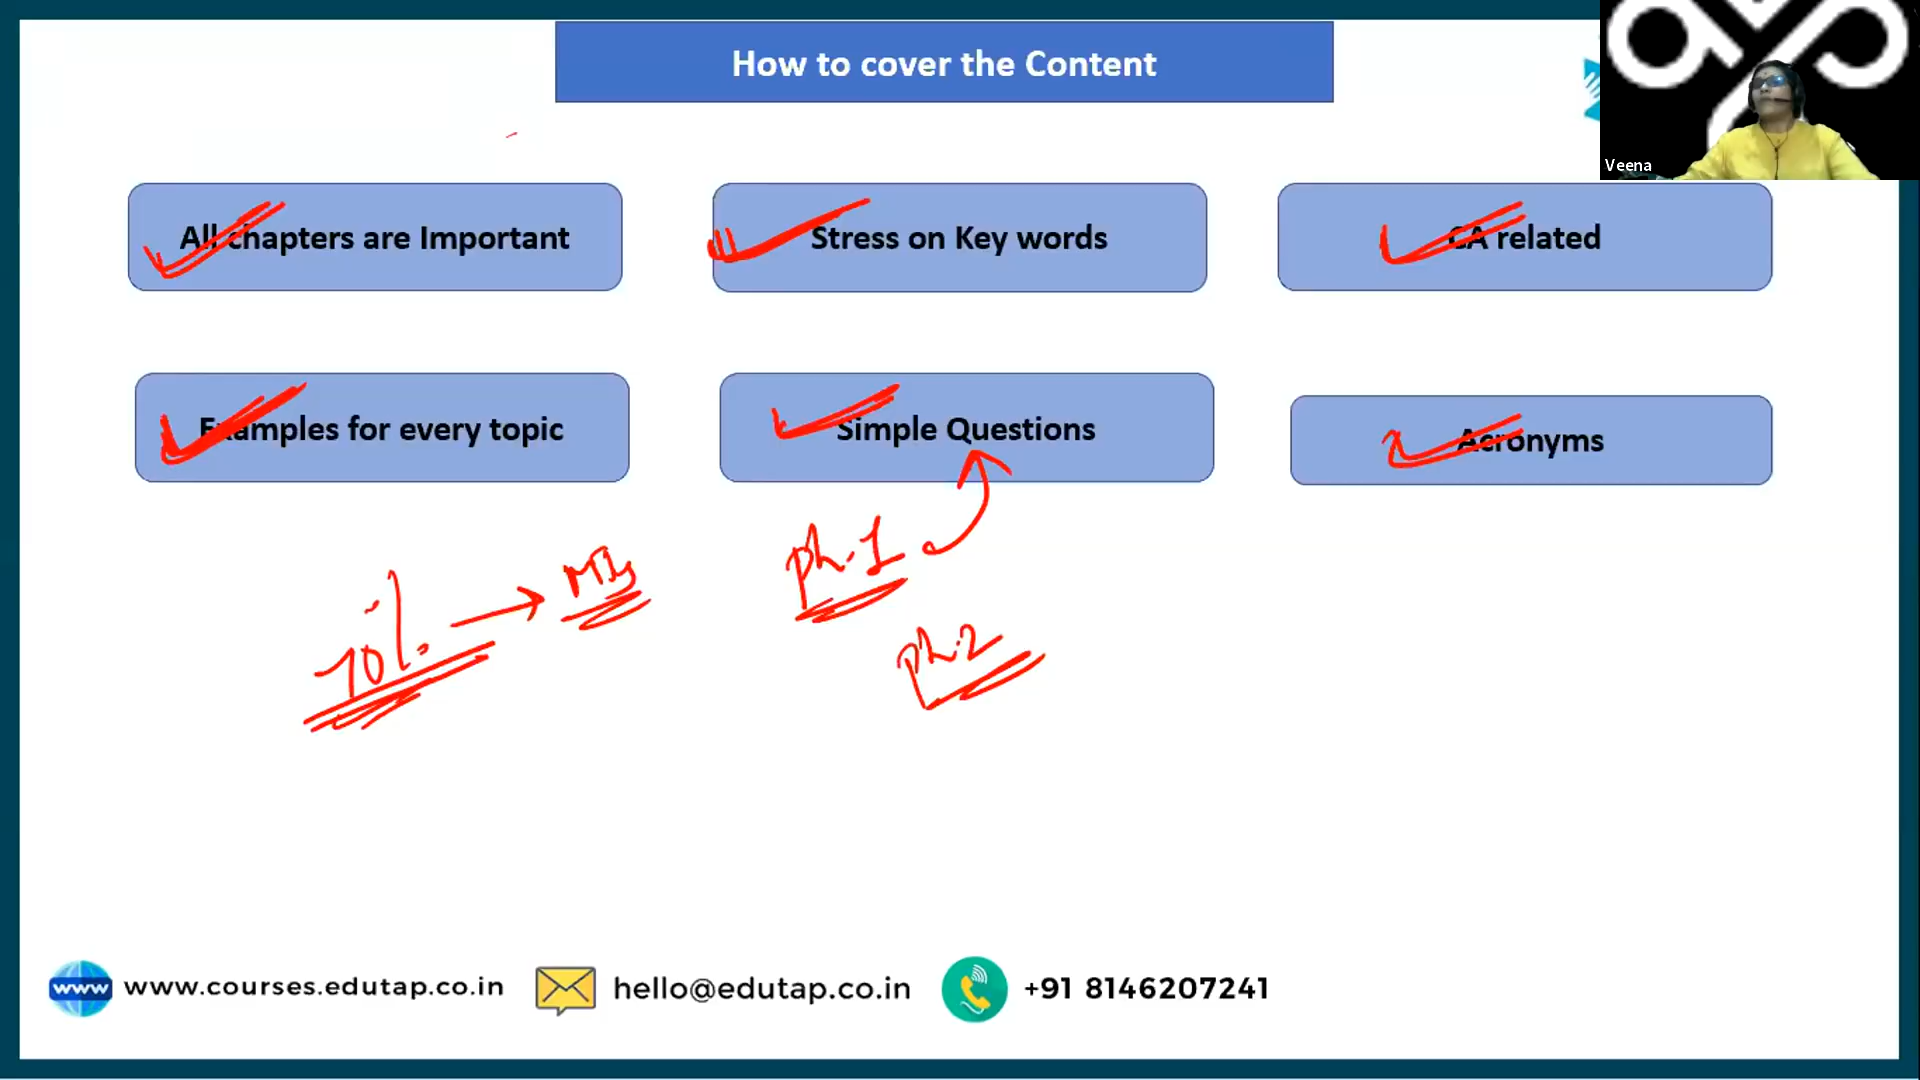 How to cover the Content
Veena
All chapters are Important
Stress on Key words
CA related
Examples for every topic
Simple Questions
Acronyms
Ph.1
70%
Ph.2
www
www.courses.edutap.co.in
hello@edutap.co.in
+91 8146207241